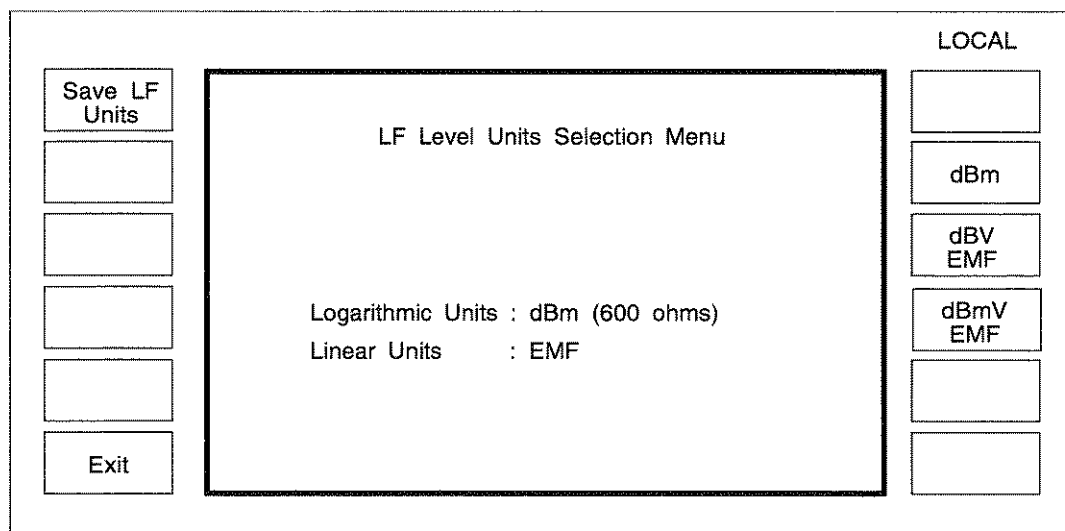 LOCAL
Save LF
Units
LF Level Units Selection Menu
dBm
dBV
EMF
Logarithmic Units : dBm (600 ohms)
Linear Units : EMF
dBmV
EMF
Exit